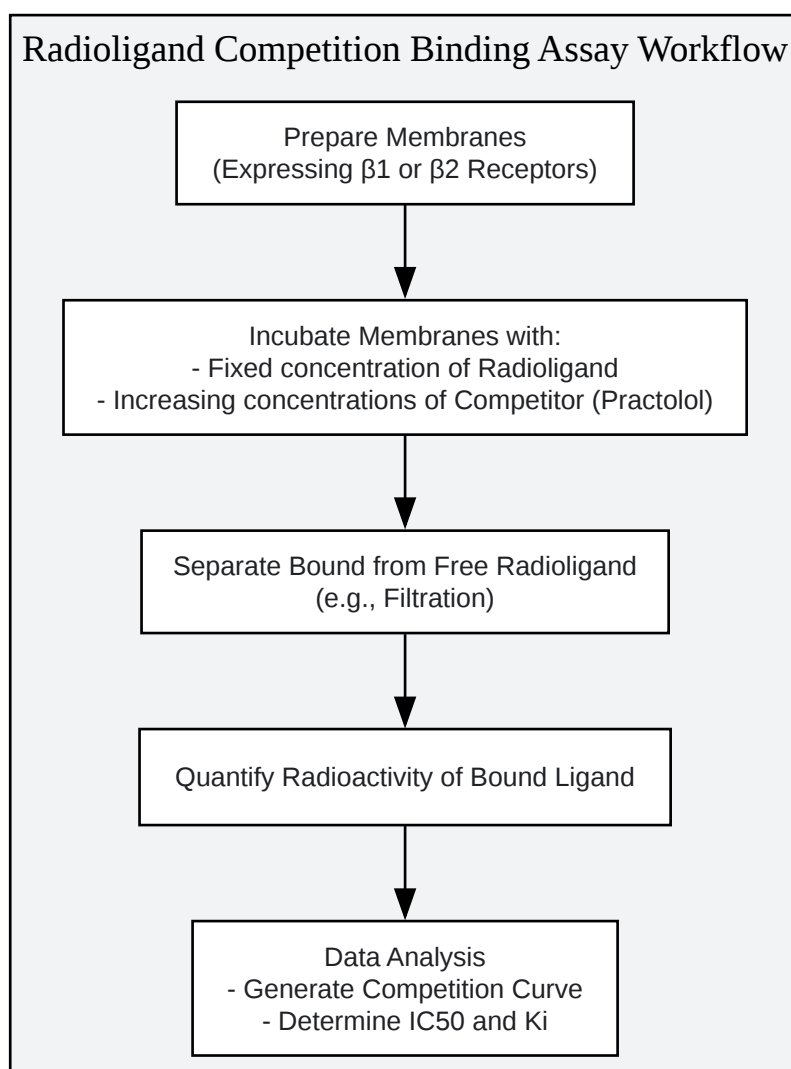 Radioligand Competition Binding Assay Workflow
Prepare Membranes
(Expressing β1 or β2 Receptors)
Incubate Membranes with:
- Fixed concentration of Radioligand
- Increasing concentrations of Competitor (Practolol)
Separate Bound from Free Radioligand
(e.g., Filtration)
Quantify Radioactivity of Bound Ligand
Data Analysis
- Generate Competition Curve
- Determine IC50 and Ki